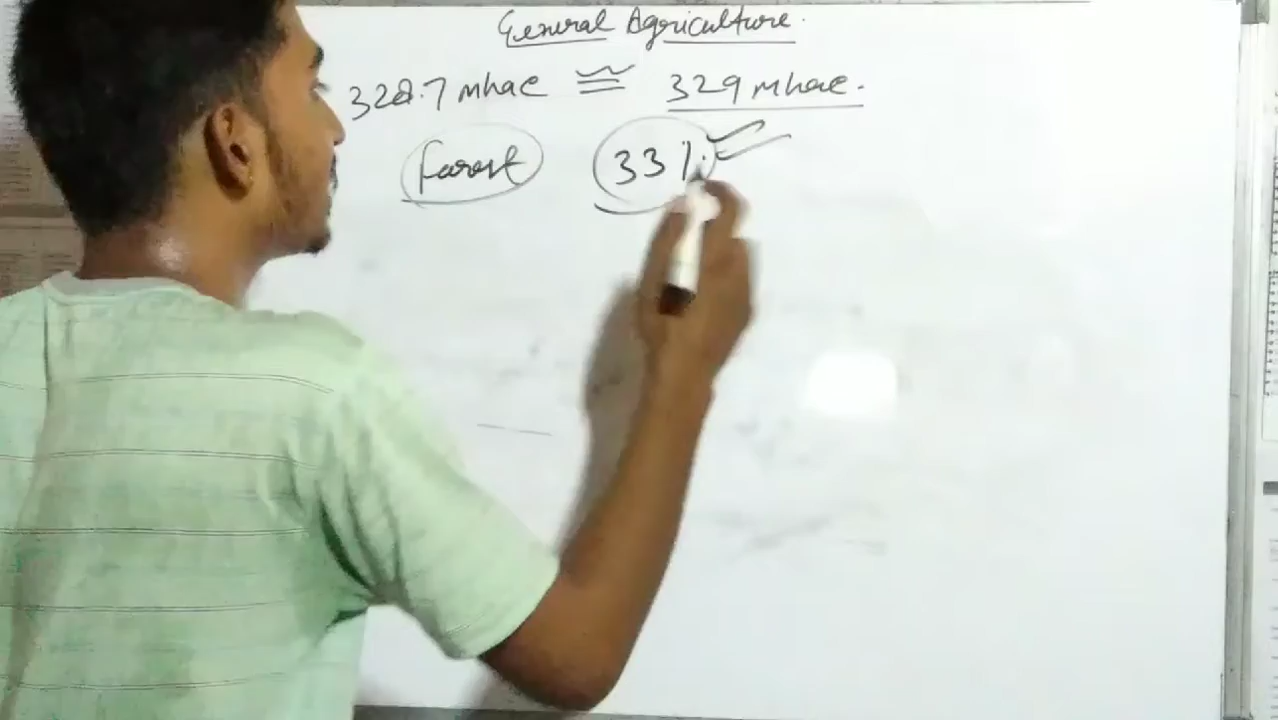 General Agriculture.
328.7 mhac ≅ 329 mhac.
Forest 33%